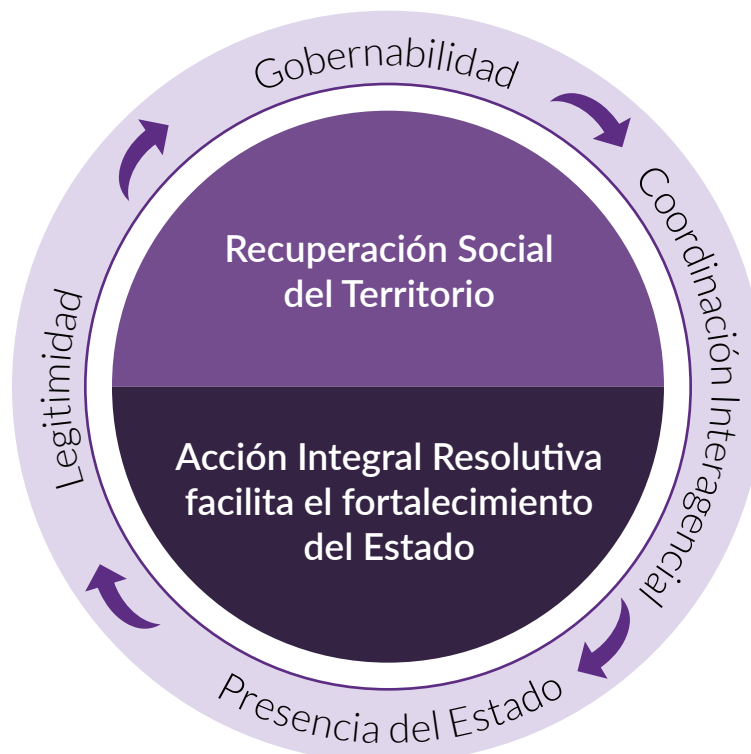 Gobernabilidad
Coordinación Interagencial
Presencia del Estado
Legitimidad
Recuperación Social
del Territorio
Acción Integral Resolutiva
facilita el fortalecimiento
del Estado